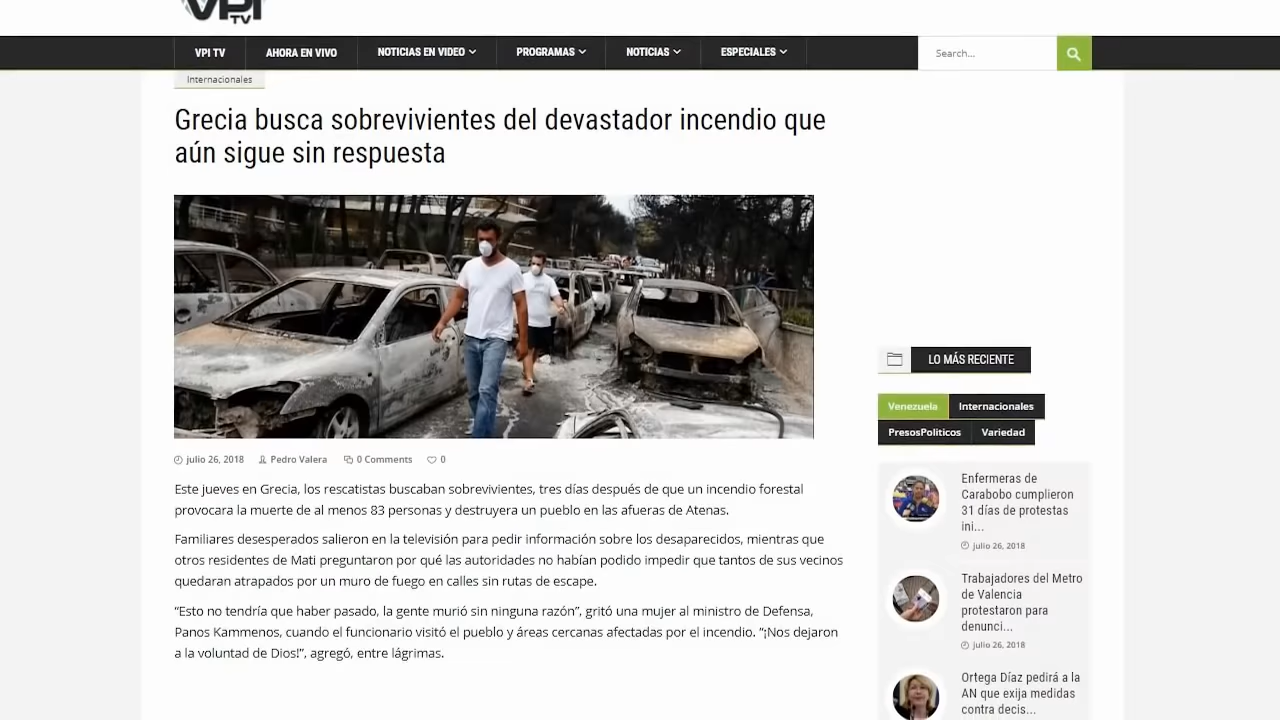 VPI
TV
VPI TV
AHORA EN VIVO
NOTICIAS EN VIDEO
PROGRAMAS
NOTICIAS
ESPECIALES
Search...
Internacionales
Grecia busca sobrevivientes del devastador incendio que
aún sigue sin respuesta
julio 26, 2018
Pedro Valera
0 Comments
0
Este jueves en Grecia, los rescatistas buscaban sobrevivientes, tres días después de que un incendio forestal
provocara la muerte de al menos 83 personas y destruyera un pueblo en las afueras de Atenas.
Familiares desesperados salieron en la televisión para pedir información sobre los desaparecidos, mientras que
otros residentes de Mati preguntaron por qué las autoridades no habían podido impedir que tantos de sus vecinos
quedaran atrapados por un muro de fuego en calles sin rutas de escape.
“Esto no tendría que haber pasado, la gente murió sin ninguna razón”, gritó una mujer al ministro de Defensa,
Panos Kammenos, cuando el funcionario visitó el pueblo y áreas cercanas afectadas por el incendio. “¡Nos dejaron
a la voluntad de Dios!”, agregó, entre lágrimas.
LO MÁS RECIENTE
Venezuela
Internacionales
PresosPoliticos
Variedad
Enfermeras de
Carabobo cumplieron
31 días de protestas
ini...
julio 26, 2018
Trabajadores del Metro
de Valencia
protestaron para
denunci...
julio 26, 2018
Ortega Díaz pedirá a la
AN que exija medidas
contra decis...